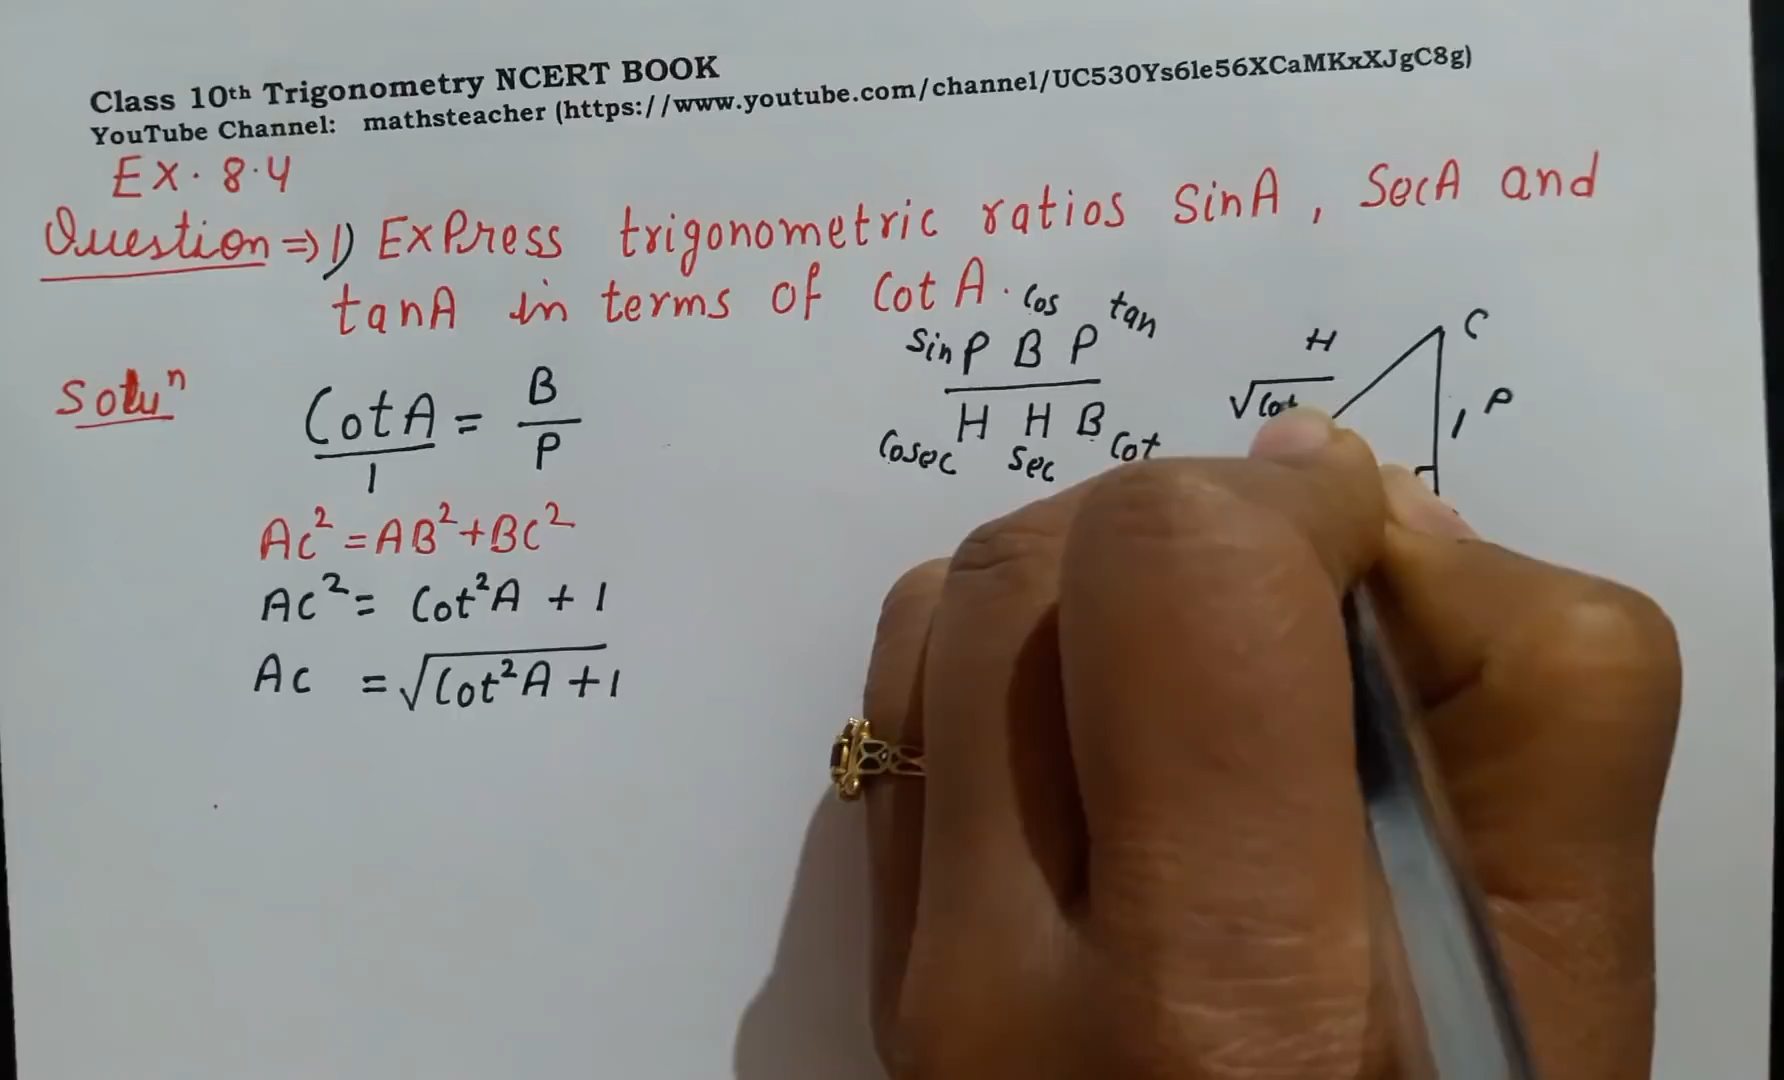 Class 10th Trigonometry NCERT BOOK
YouTube Channel: mathsteacher (https://www.youtube.com/channel/UC530Ys6le56XCaMKxXJgC8g)
Ex. 8.4
Question ⇒ 1) ExPress trigonometric ratios SinA, SecA and
tanA in terms of Cot A.
Cos tan
Sin P B P
H H B
Cosec Sec Cot
Soluⁿ
CotA/1 = B/P
AC² = AB² + BC²
AC² = Cot²A + 1
AC = √Cot²A + 1
H
C
√Cot
1 P